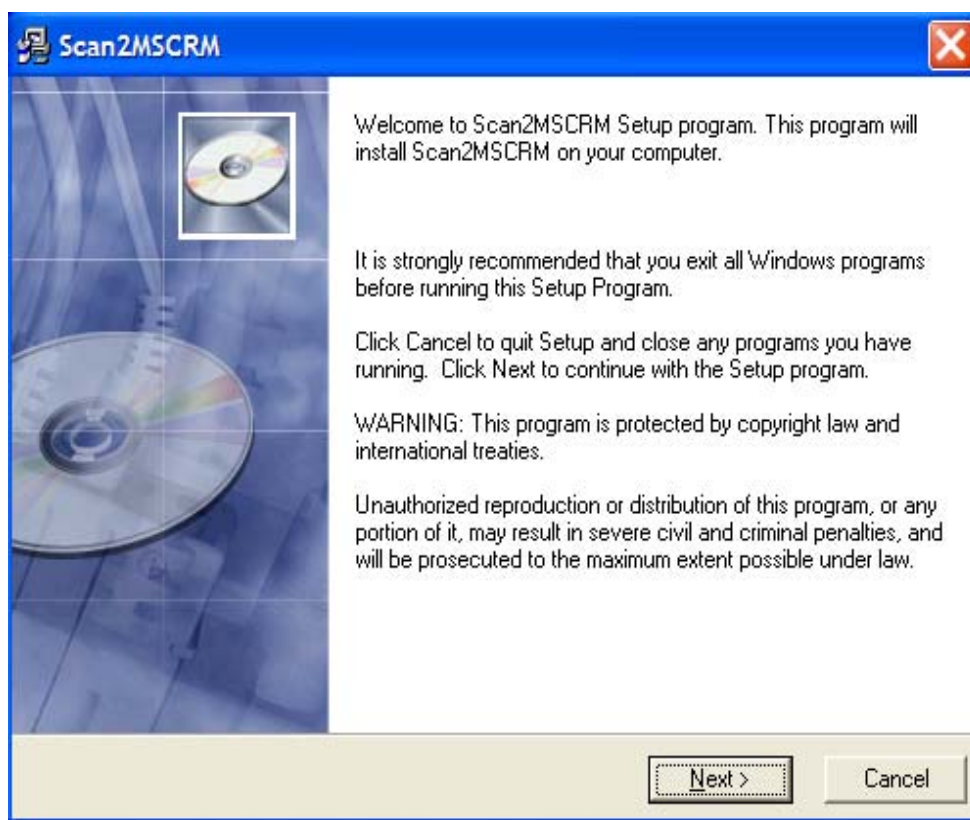 Scan2MSCRM
Welcome to Scan2MSCRM Setup program. This program will
install Scan2MSCRM on your computer.
It is strongly recommended that you exit all Windows programs
before running this Setup Program.
Click Cancel to quit Setup and close any programs you have
running.  Click Next to continue with the Setup program.
WARNING: This program is protected by copyright law and
international treaties.
Unauthorized reproduction or distribution of this program, or any
portion of it, may result in severe civil and criminal penalties, and
will be prosecuted to the maximum extent possible under law.
Next >
Cancel